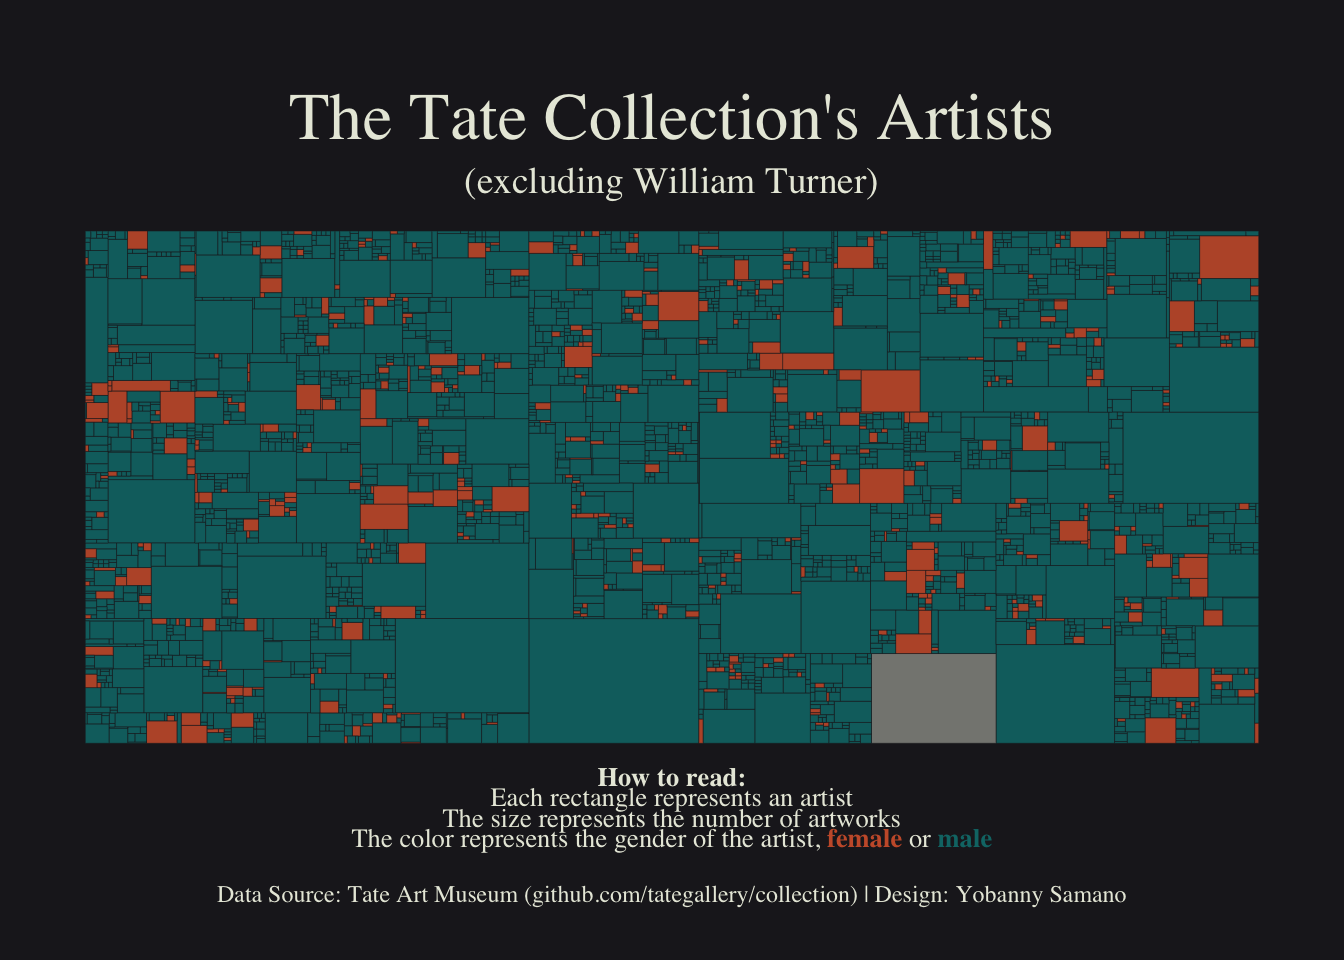 The Tate Collection's Artists
(excluding William Turner)
How to read:
Each rectangle represents an artist
The size represents the number of artworks
The color represents the gender of the artist, female or male
Data Source: Tate Art Museum (github.com/tategallery/collection) | Design: Yobanny Samano